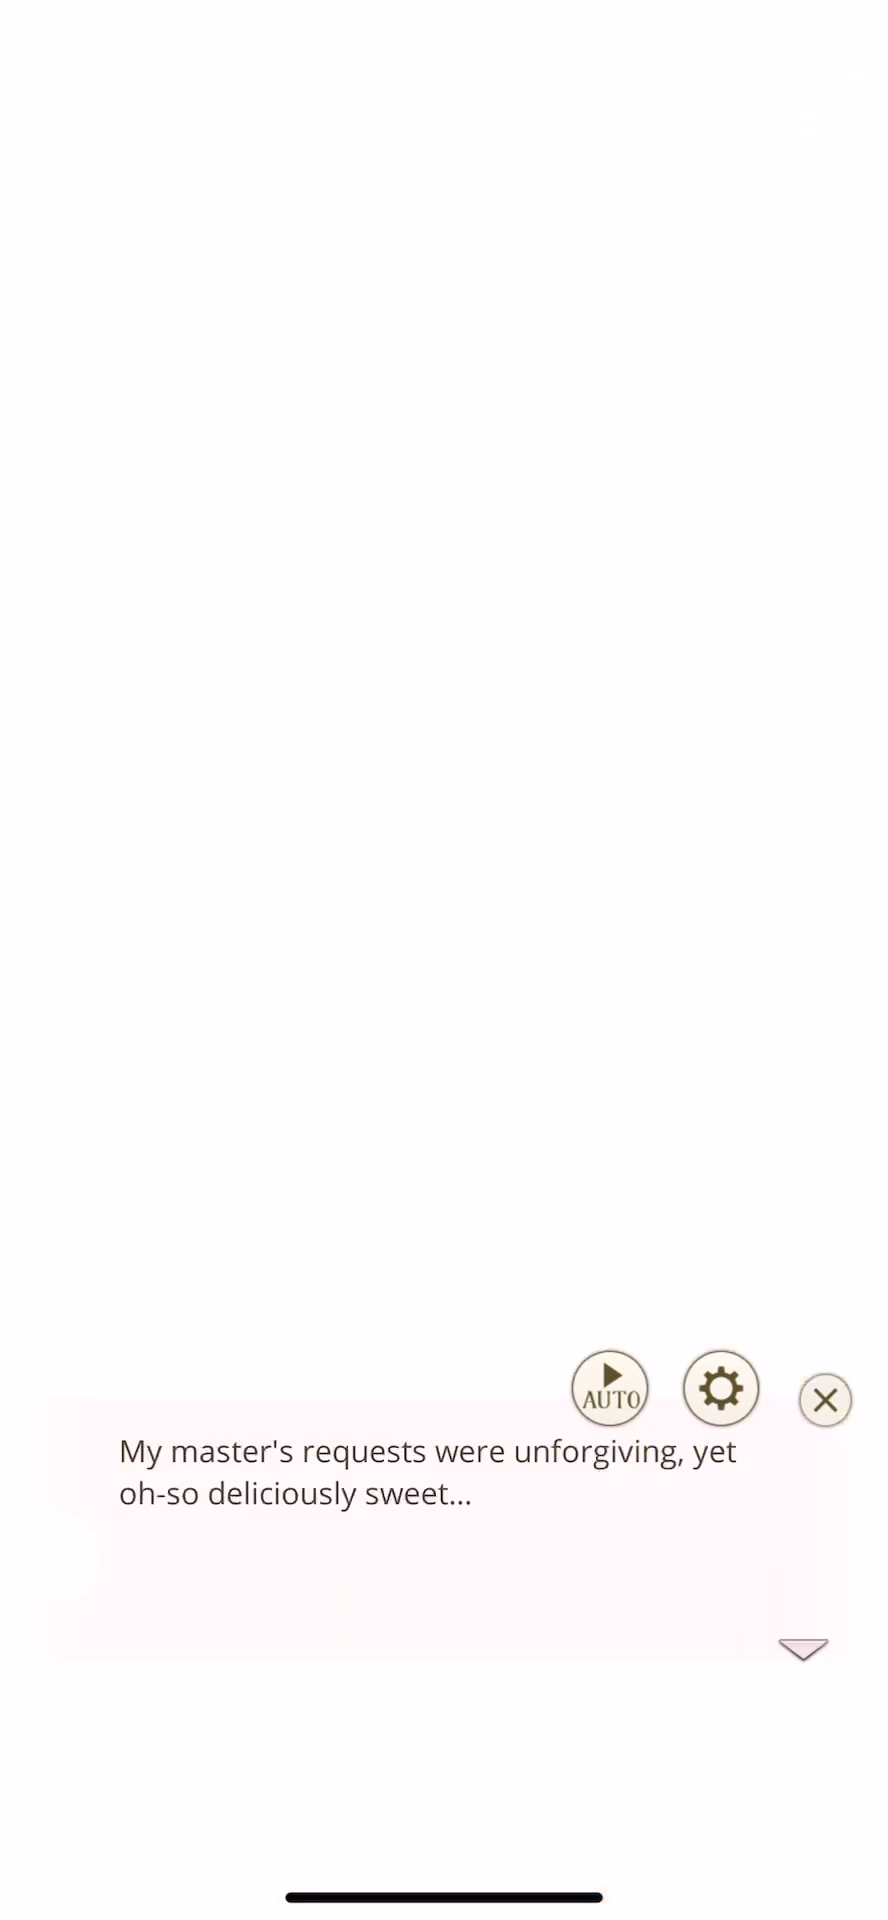 AUTO
My master's requests were unforgiving, yet
oh-so deliciously sweet...